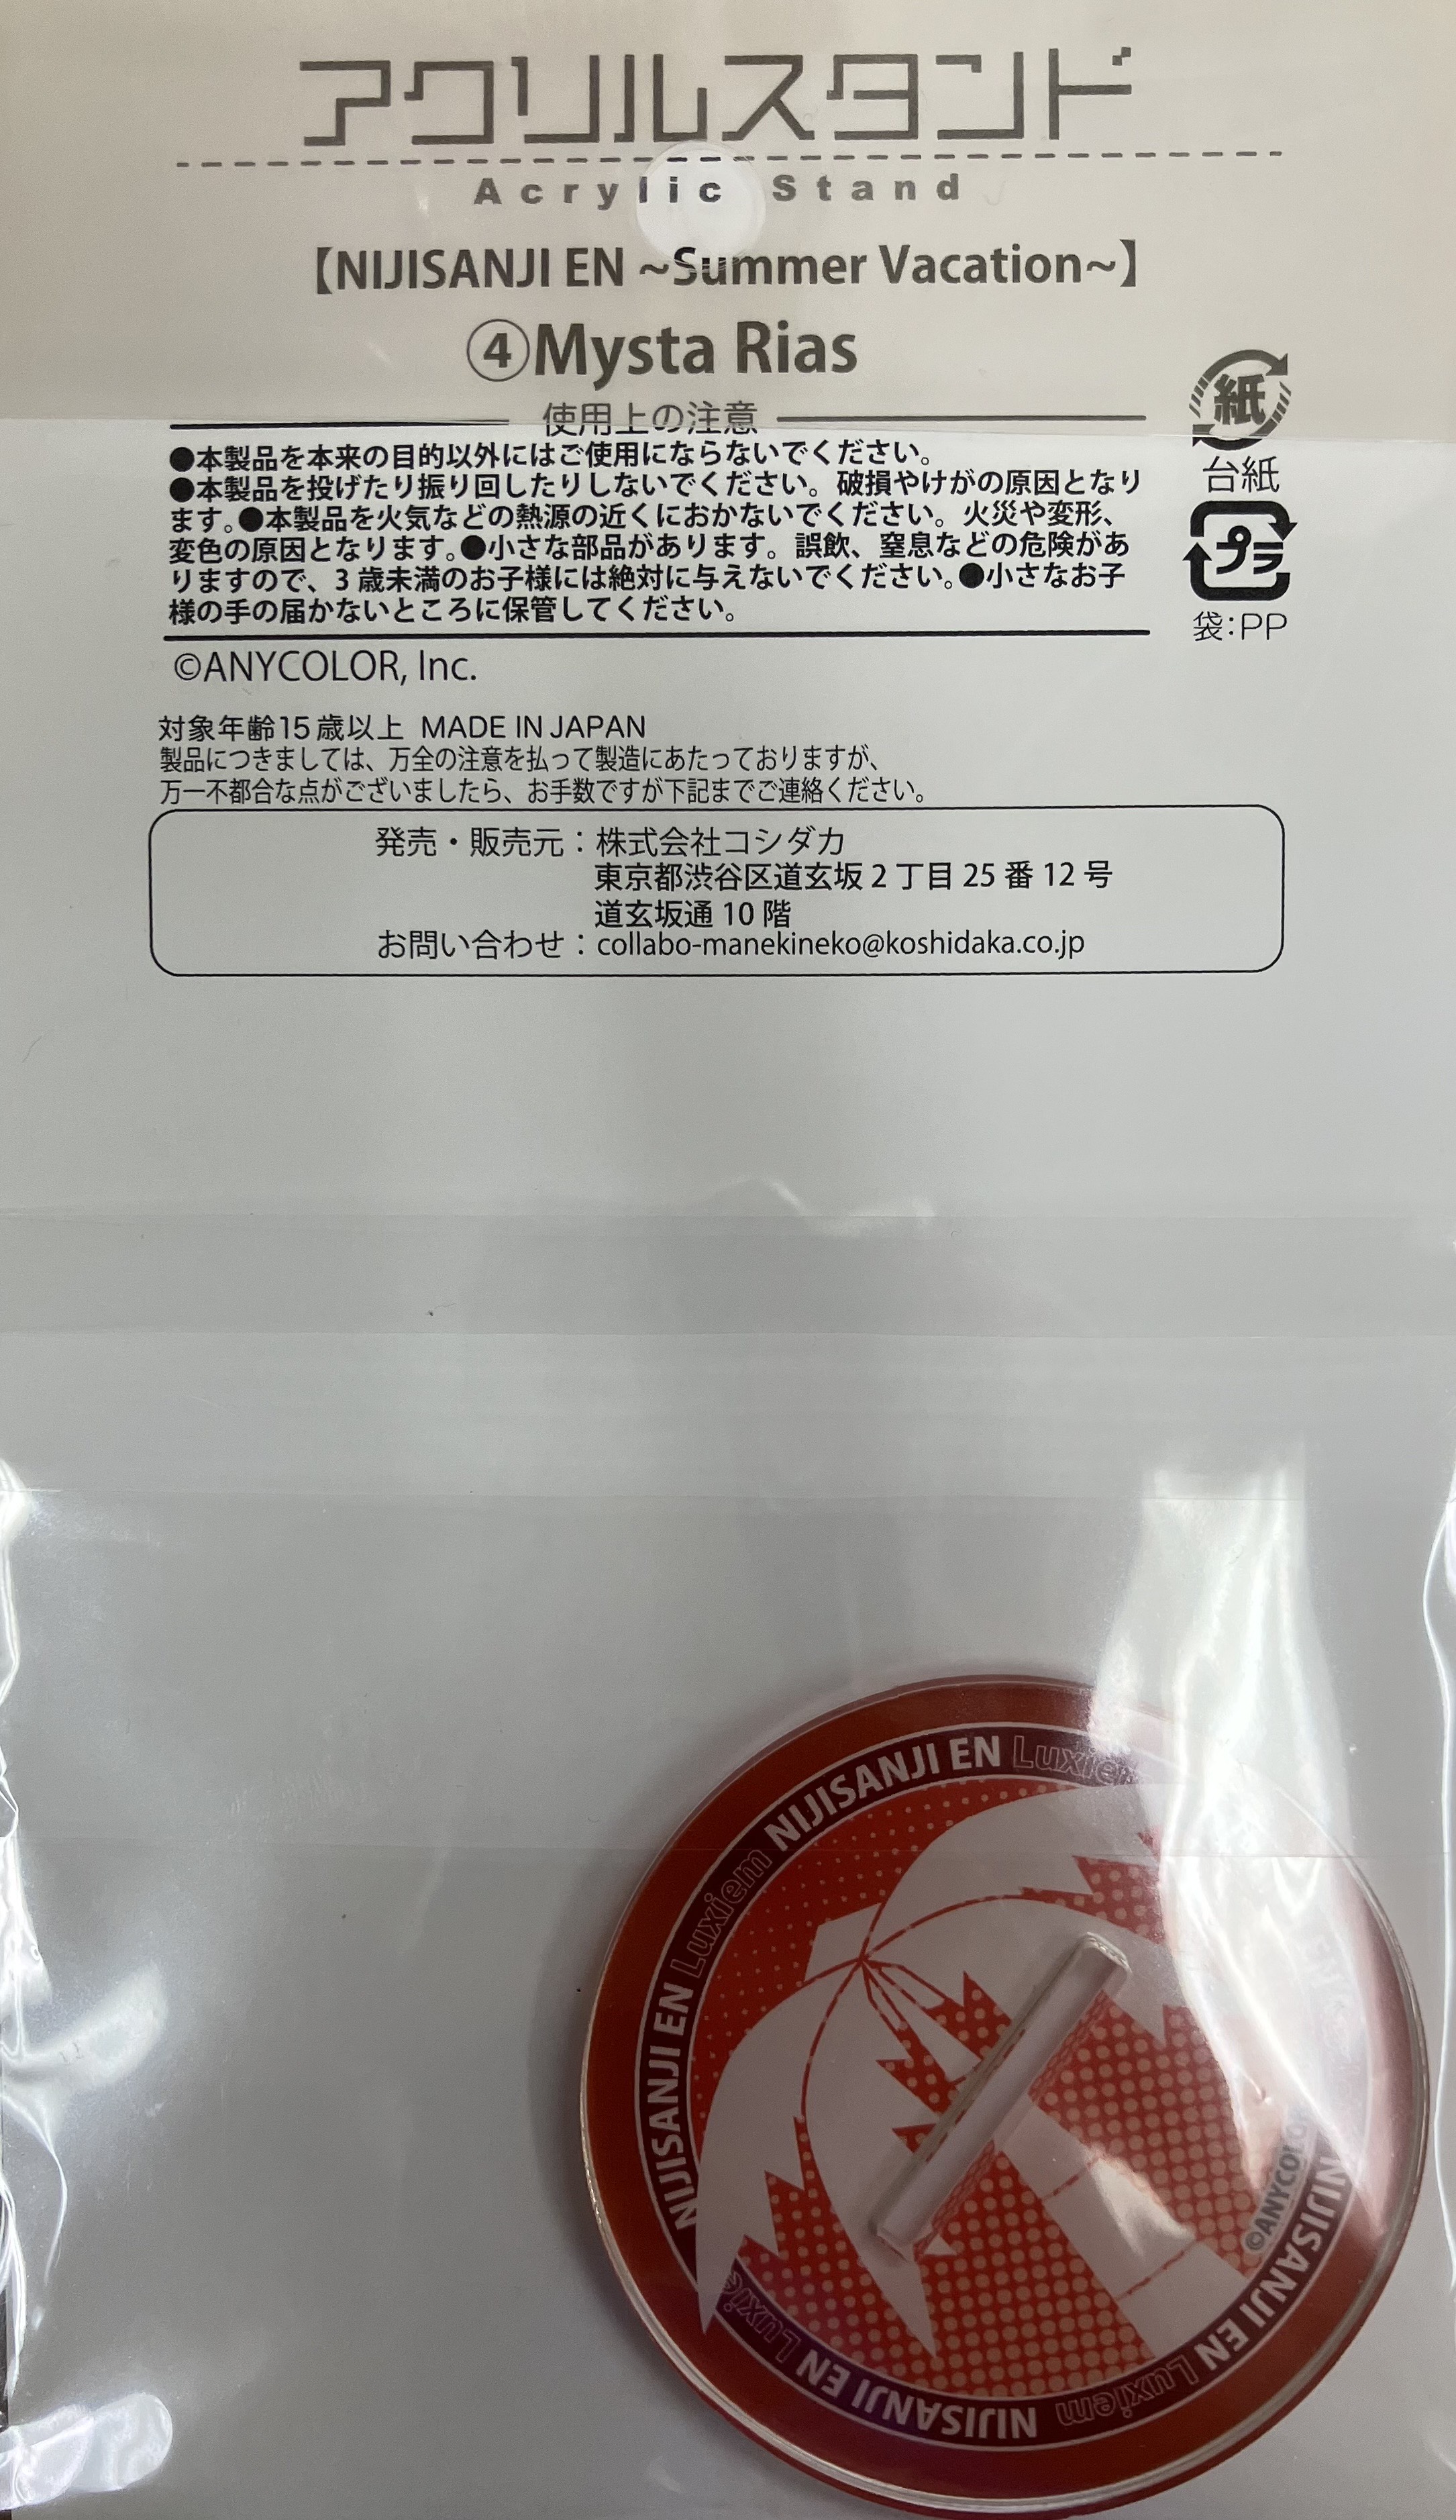 アクリルスタンド
Acrylic Stand
【NIJISANJI EN ~Summer Vacation~】
④Mysta Rias
使用上の注意
●本製品を本来の目的以外にはご使用にならないでください。
●本製品を投げたり振り回したりしないでください。破損やけがの原因となり
ます。●本製品を火気などの熱源の近くにおかないでください。火災や変形、
変色の原因となります。●小さな部品があります。誤飲、窒息などの危険があ
りますので、3歳未満のお子様には絶対に与えないでください。●小さなお子
様の手の届かないところに保管してください。
紙
台紙
プラ
袋:PP
©ANYCOLOR, Inc.
対象年齢15歳以上 MADE IN JAPAN
製品につきましては、万全の注意を払って製造にあたっておりますが、
万一不都合な点がございましたら、お手数ですが下記までご連絡ください。
発売・販売元：株式会社コシダカ
東京都渋谷区道玄坂2丁目25番12号
道玄坂通10階
お問い合わせ：collabo-manekineko@koshidaka.co.jp
NIJISANJI EN Luxiem NIJISANJI EN Luxiem
NIJISANJI EN Luxiem NIJISANJI EN
©ANYCOLOR